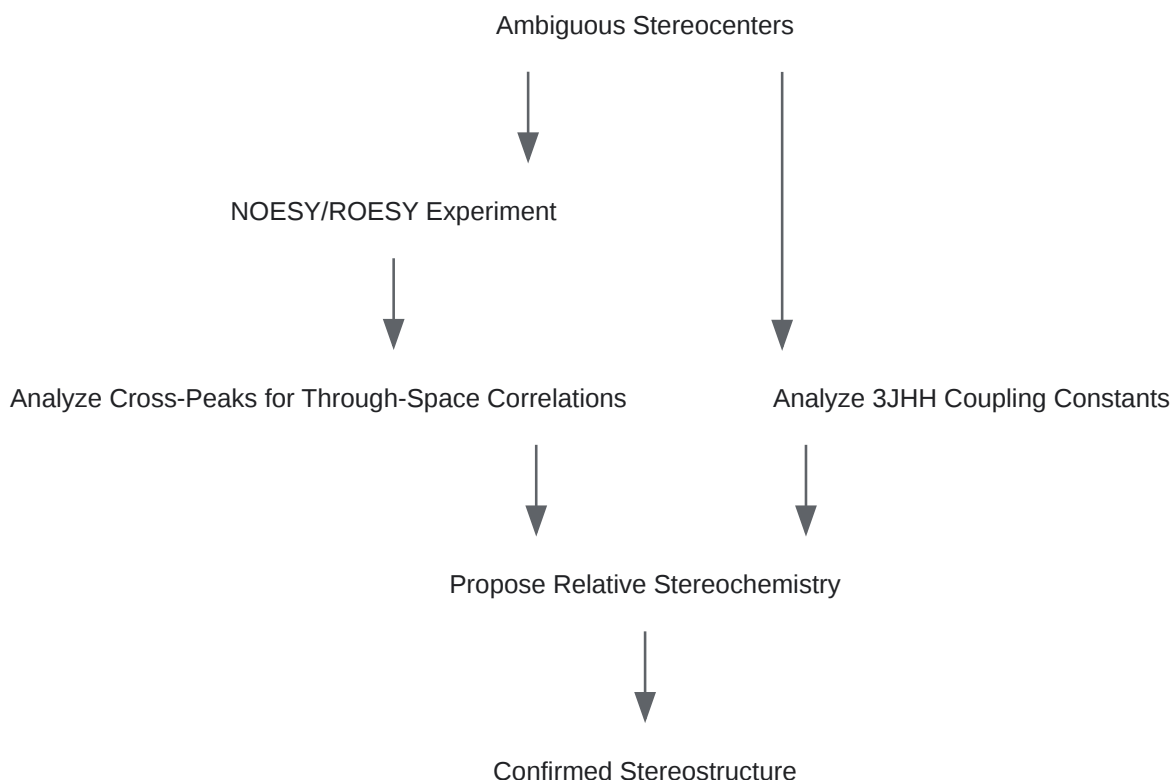 Ambiguous Stereocenters
NOESY/ROESY Experiment
Analyze Cross-Peaks for Through-Space Correlations
Analyze 3JHH Coupling Constants
Propose Relative Stereochemistry
Confirmed Stereostructure